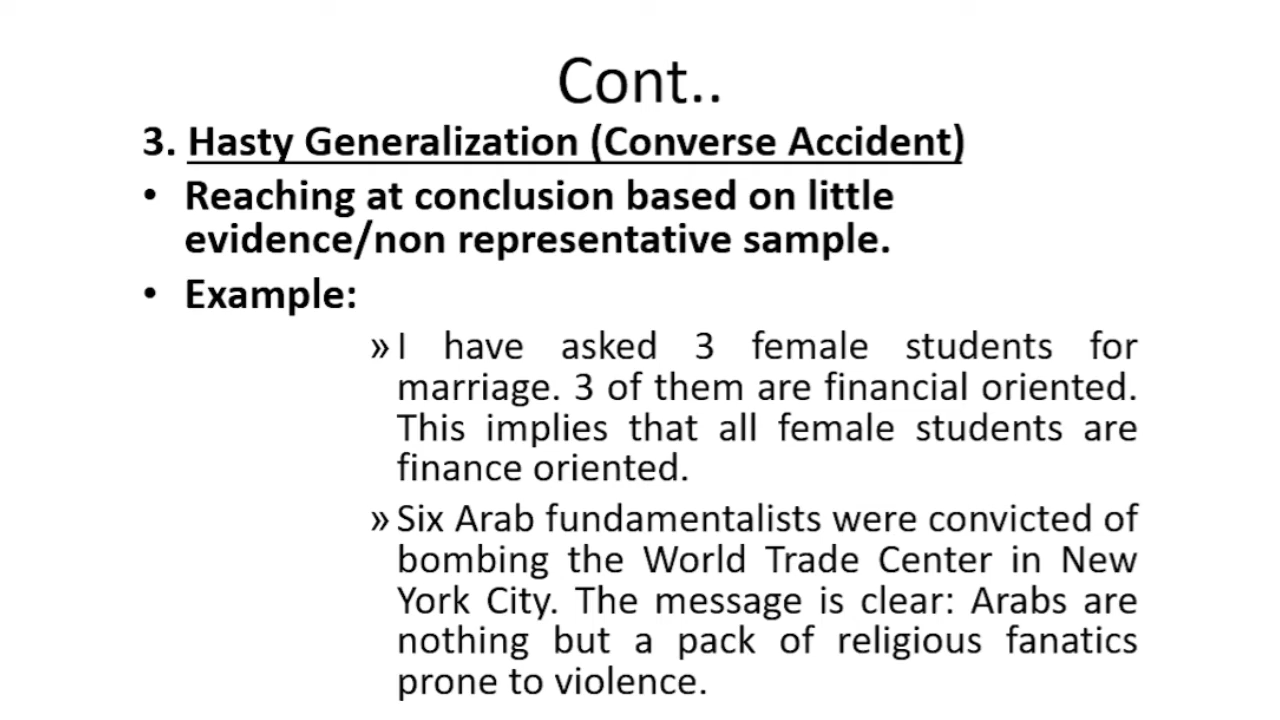 Cont..
3. Hasty Generalization (Converse Accident)
• Reaching at conclusion based on little
evidence/non representative sample.
• Example:
» I have asked 3 female students for
marriage. 3 of them are financial oriented.
This implies that all female students are
finance oriented.
» Six Arab fundamentalists were convicted of
bombing the World Trade Center in New
York City. The message is clear: Arabs are
nothing but a pack of religious fanatics
prone to violence.